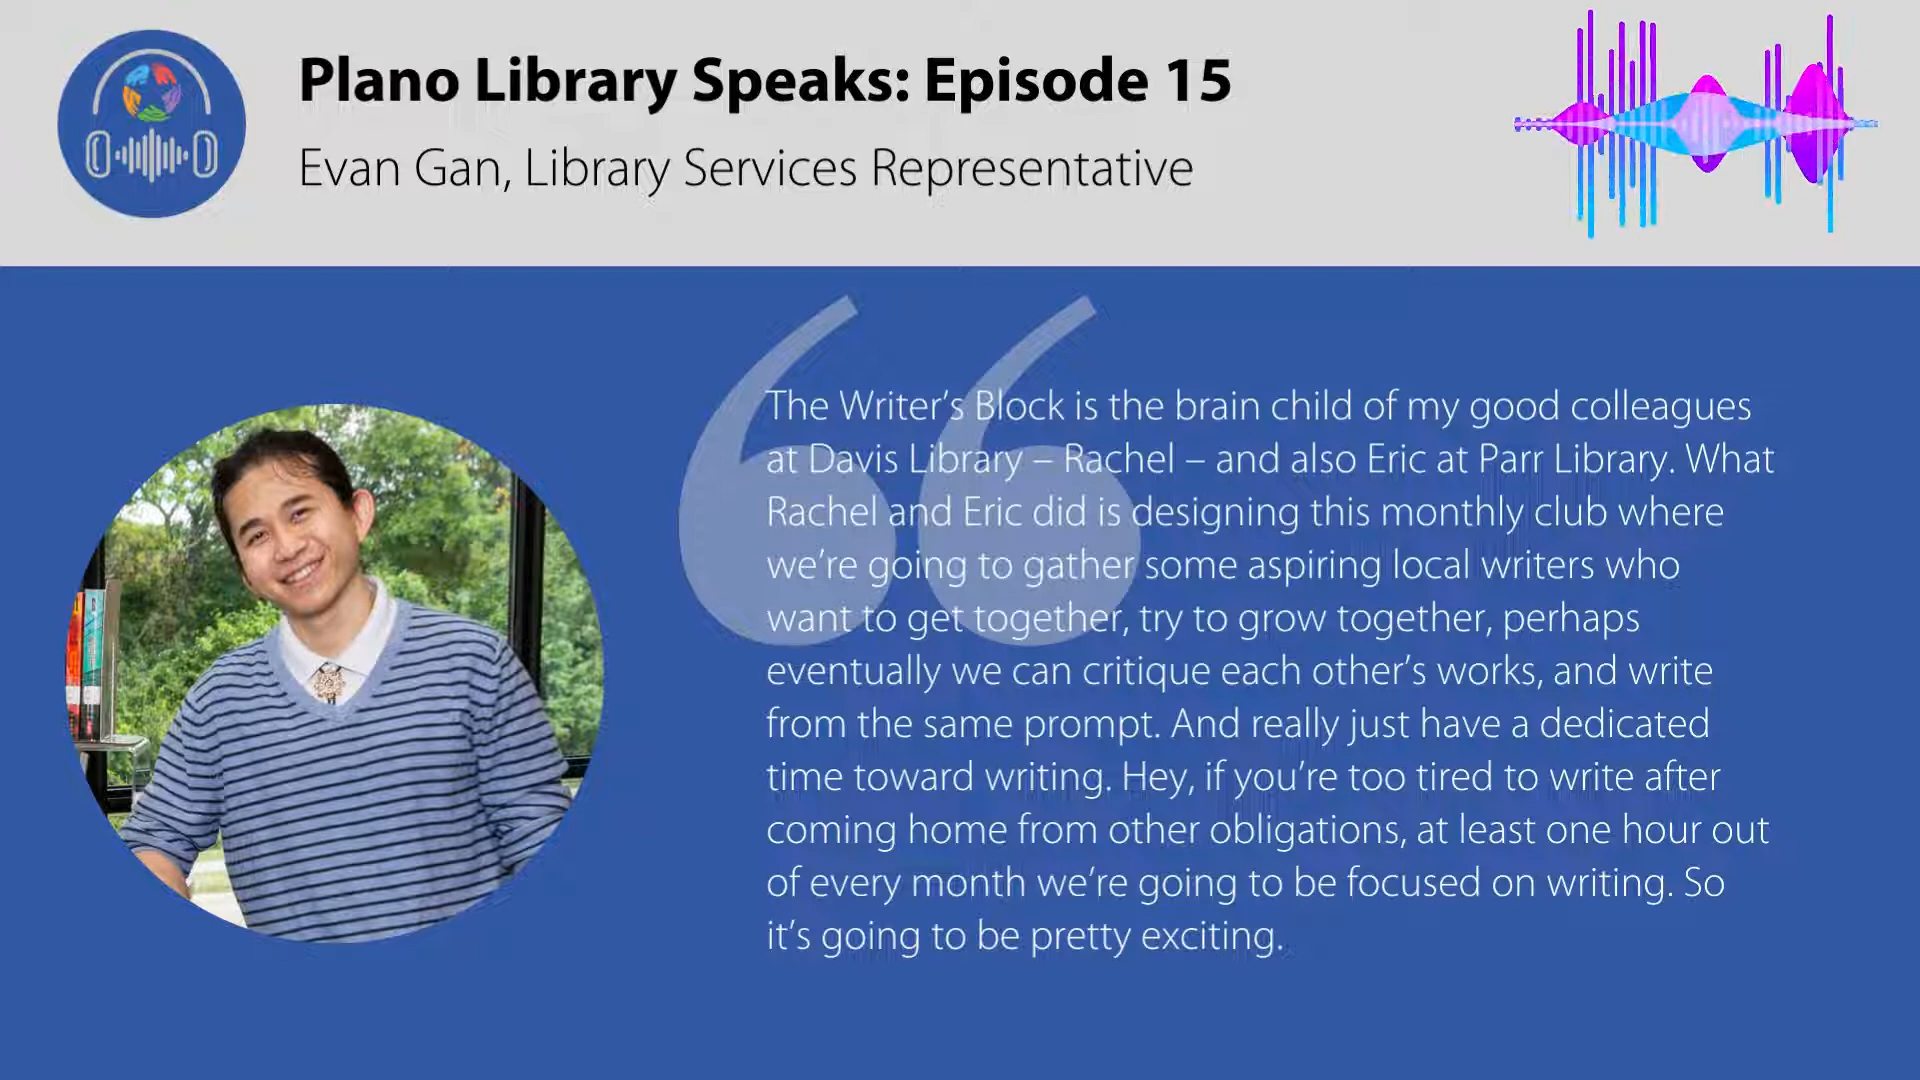 Plano Library Speaks: Episode 15
Evan Gan, Library Services Representative
The Writer’s Block is the brain child of my good colleagues
at Davis Library – Rachel – and also Eric at Parr Library. What
Rachel and Eric did is designing this monthly club where
we’re going to gather some aspiring local writers who
want to get together, try to grow together, perhaps
eventually we can critique each other’s works, and write
from the same prompt. And really just have a dedicated
time toward writing. Hey, if you’re too tired to write after
coming home from other obligations, at least one hour out
of every month we’re going to be focused on writing. So
it’s going to be pretty exciting.